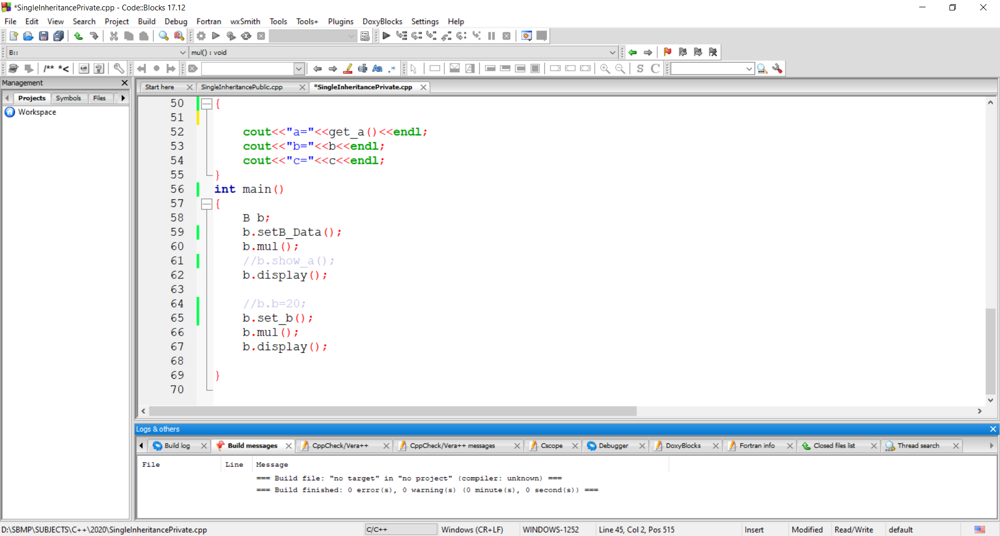 *SingleInheritancePrivate.cpp - Code::Blocks 17.12
File Edit View Search Project Build Debug Fortran wxSmith Tools Tools+ Plugins DoxyBlocks Settings Help
B:: mul() : void
/** *< Aa .* S C
Management
Start here SingleInheritancePublic.cpp *SingleInheritancePrivate.cpp
Projects Symbols Files
Workspace
50 {
51
52 cout<<"a="<<get_a()<<endl;
53 cout<<"b="<<b<<endl;
54 cout<<"c="<<c<<endl;
55 }
56 int main()
57 {
58 B b;
59 b.setB_Data();
60 b.mul();
61 //b.show_a();
62 b.display();
63
64 //b.b=20;
65 b.set_b();
66 b.mul();
67 b.display();
68
69 }
70
Logs & others
Build log Build messages CppCheck/Vera++ CppCheck/Vera++ messages Cscope Debugger DoxyBlocks Fortran info Closed files list Thread search
File Line Message
=== Build file: "no target" in "no project" (compiler: unknown) ===
=== Build finished: 0 error(s), 0 warning(s) (0 minute(s), 0 second(s)) ===
D:\SBMP\SUBJECTS\C++\2020\SingleInheritancePrivate.cpp C/C++ Windows (CR+LF) WINDOWS-1252 Line 45, Col 2, Pos 515 Insert Modified Read/Write default